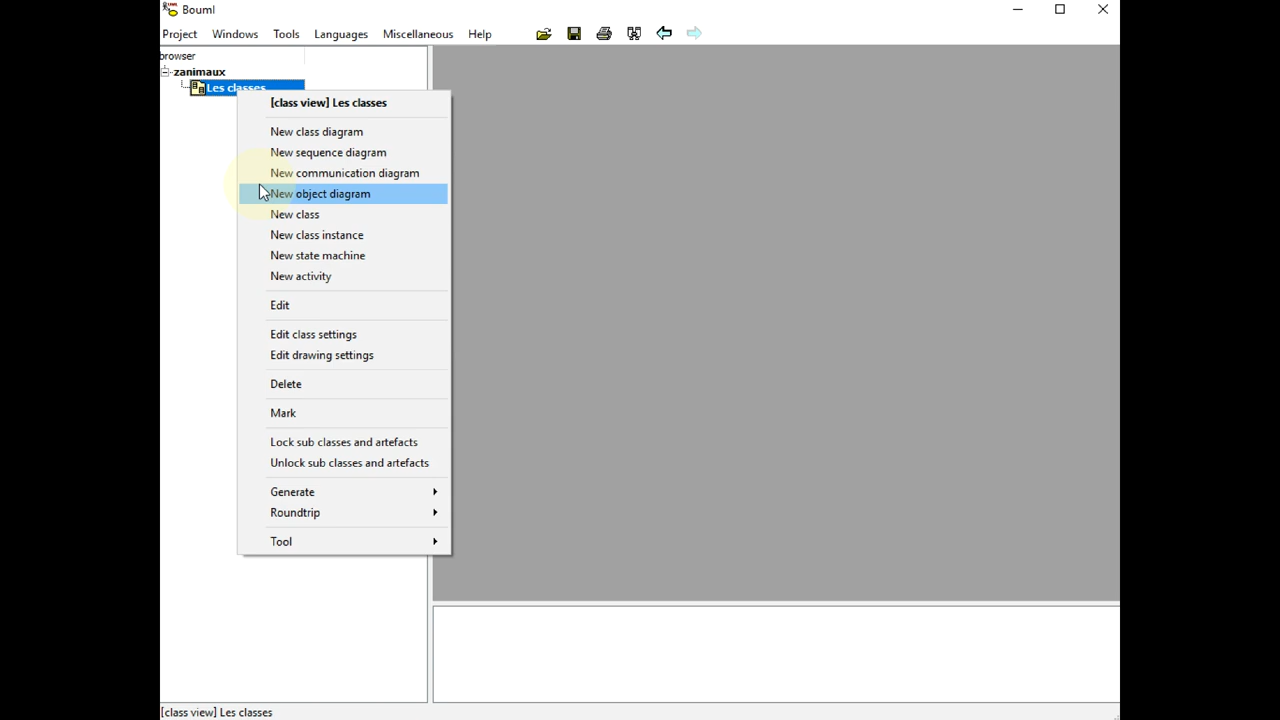 Bouml
Project Windows Tools Languages Miscellaneous Help
browser
zanimaux
Les classes
[class view] Les classes
New class diagram
New sequence diagram
New communication diagram
New object diagram
New class
New class instance
New state machine
New activity
Edit
Edit class settings
Edit drawing settings
Delete
Mark
Lock sub classes and artefacts
Unlock sub classes and artefacts
Generate
Roundtrip
Tool
[class view] Les classes